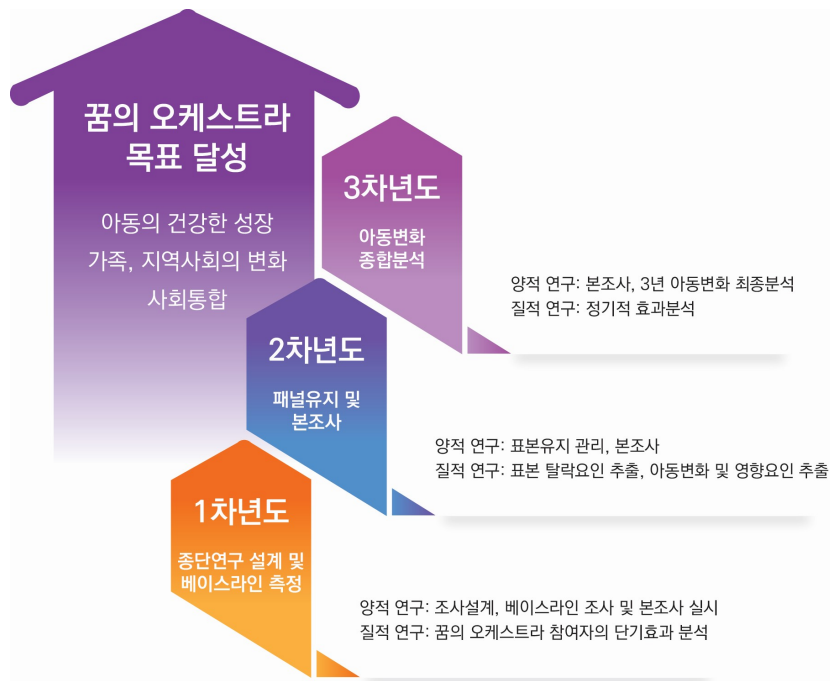 꿈의 오케스트라
목표 달성
아동의 건강한 성장
가족, 지역사회의 변화
사회통합
3차년도
아동변화
종합분석
양적 연구: 본조사, 3년 아동변화 최종분석
질적 연구: 정기적 효과분석
2차년도
패널유지 및
본조사
양적 연구: 표본유지 관리, 본조사
질적 연구: 표본 탈락요인 추출, 아동변화 및 영향요인 추출
1차년도
종단연구 설계 및
베이스라인 측정
양적 연구: 조사설계, 베이스라인 조사 및 본조사 실시
질적 연구: 꿈의 오케스트라 참여자의 단기효과 분석